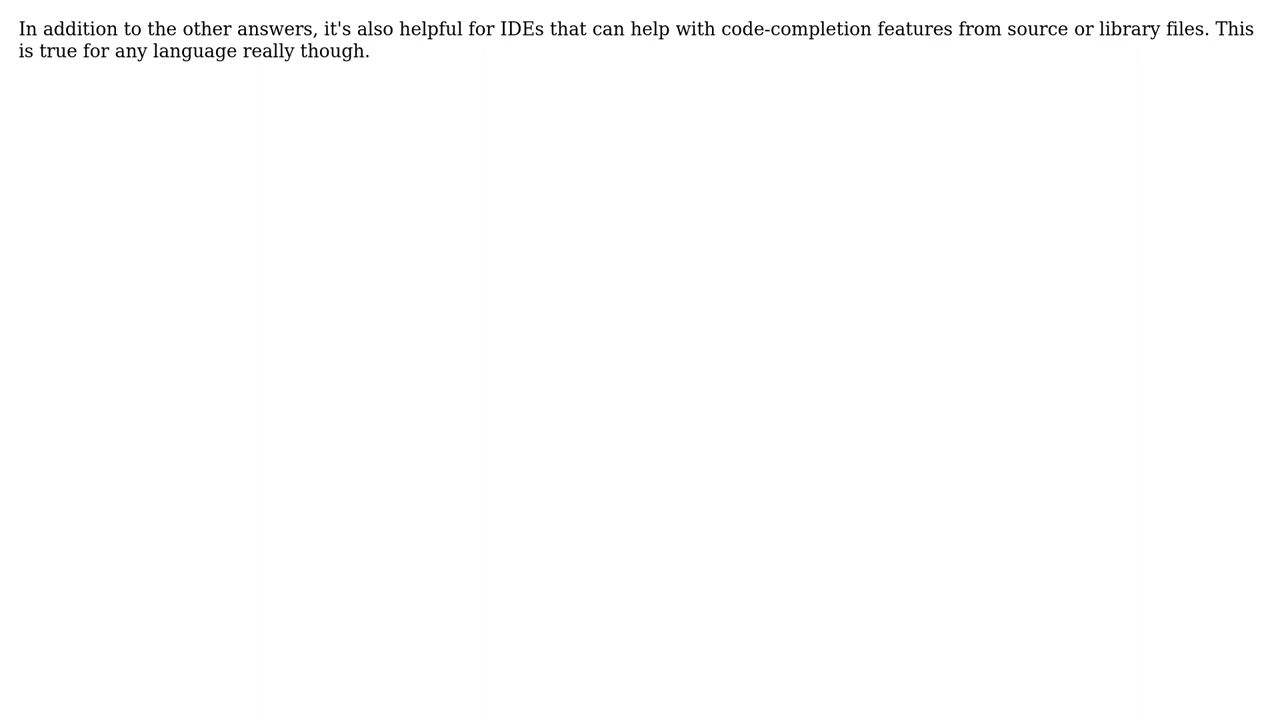 In addition to the other answers, it's also helpful for IDEs that can help with code-completion features from source or library files. This
is true for any language really though.